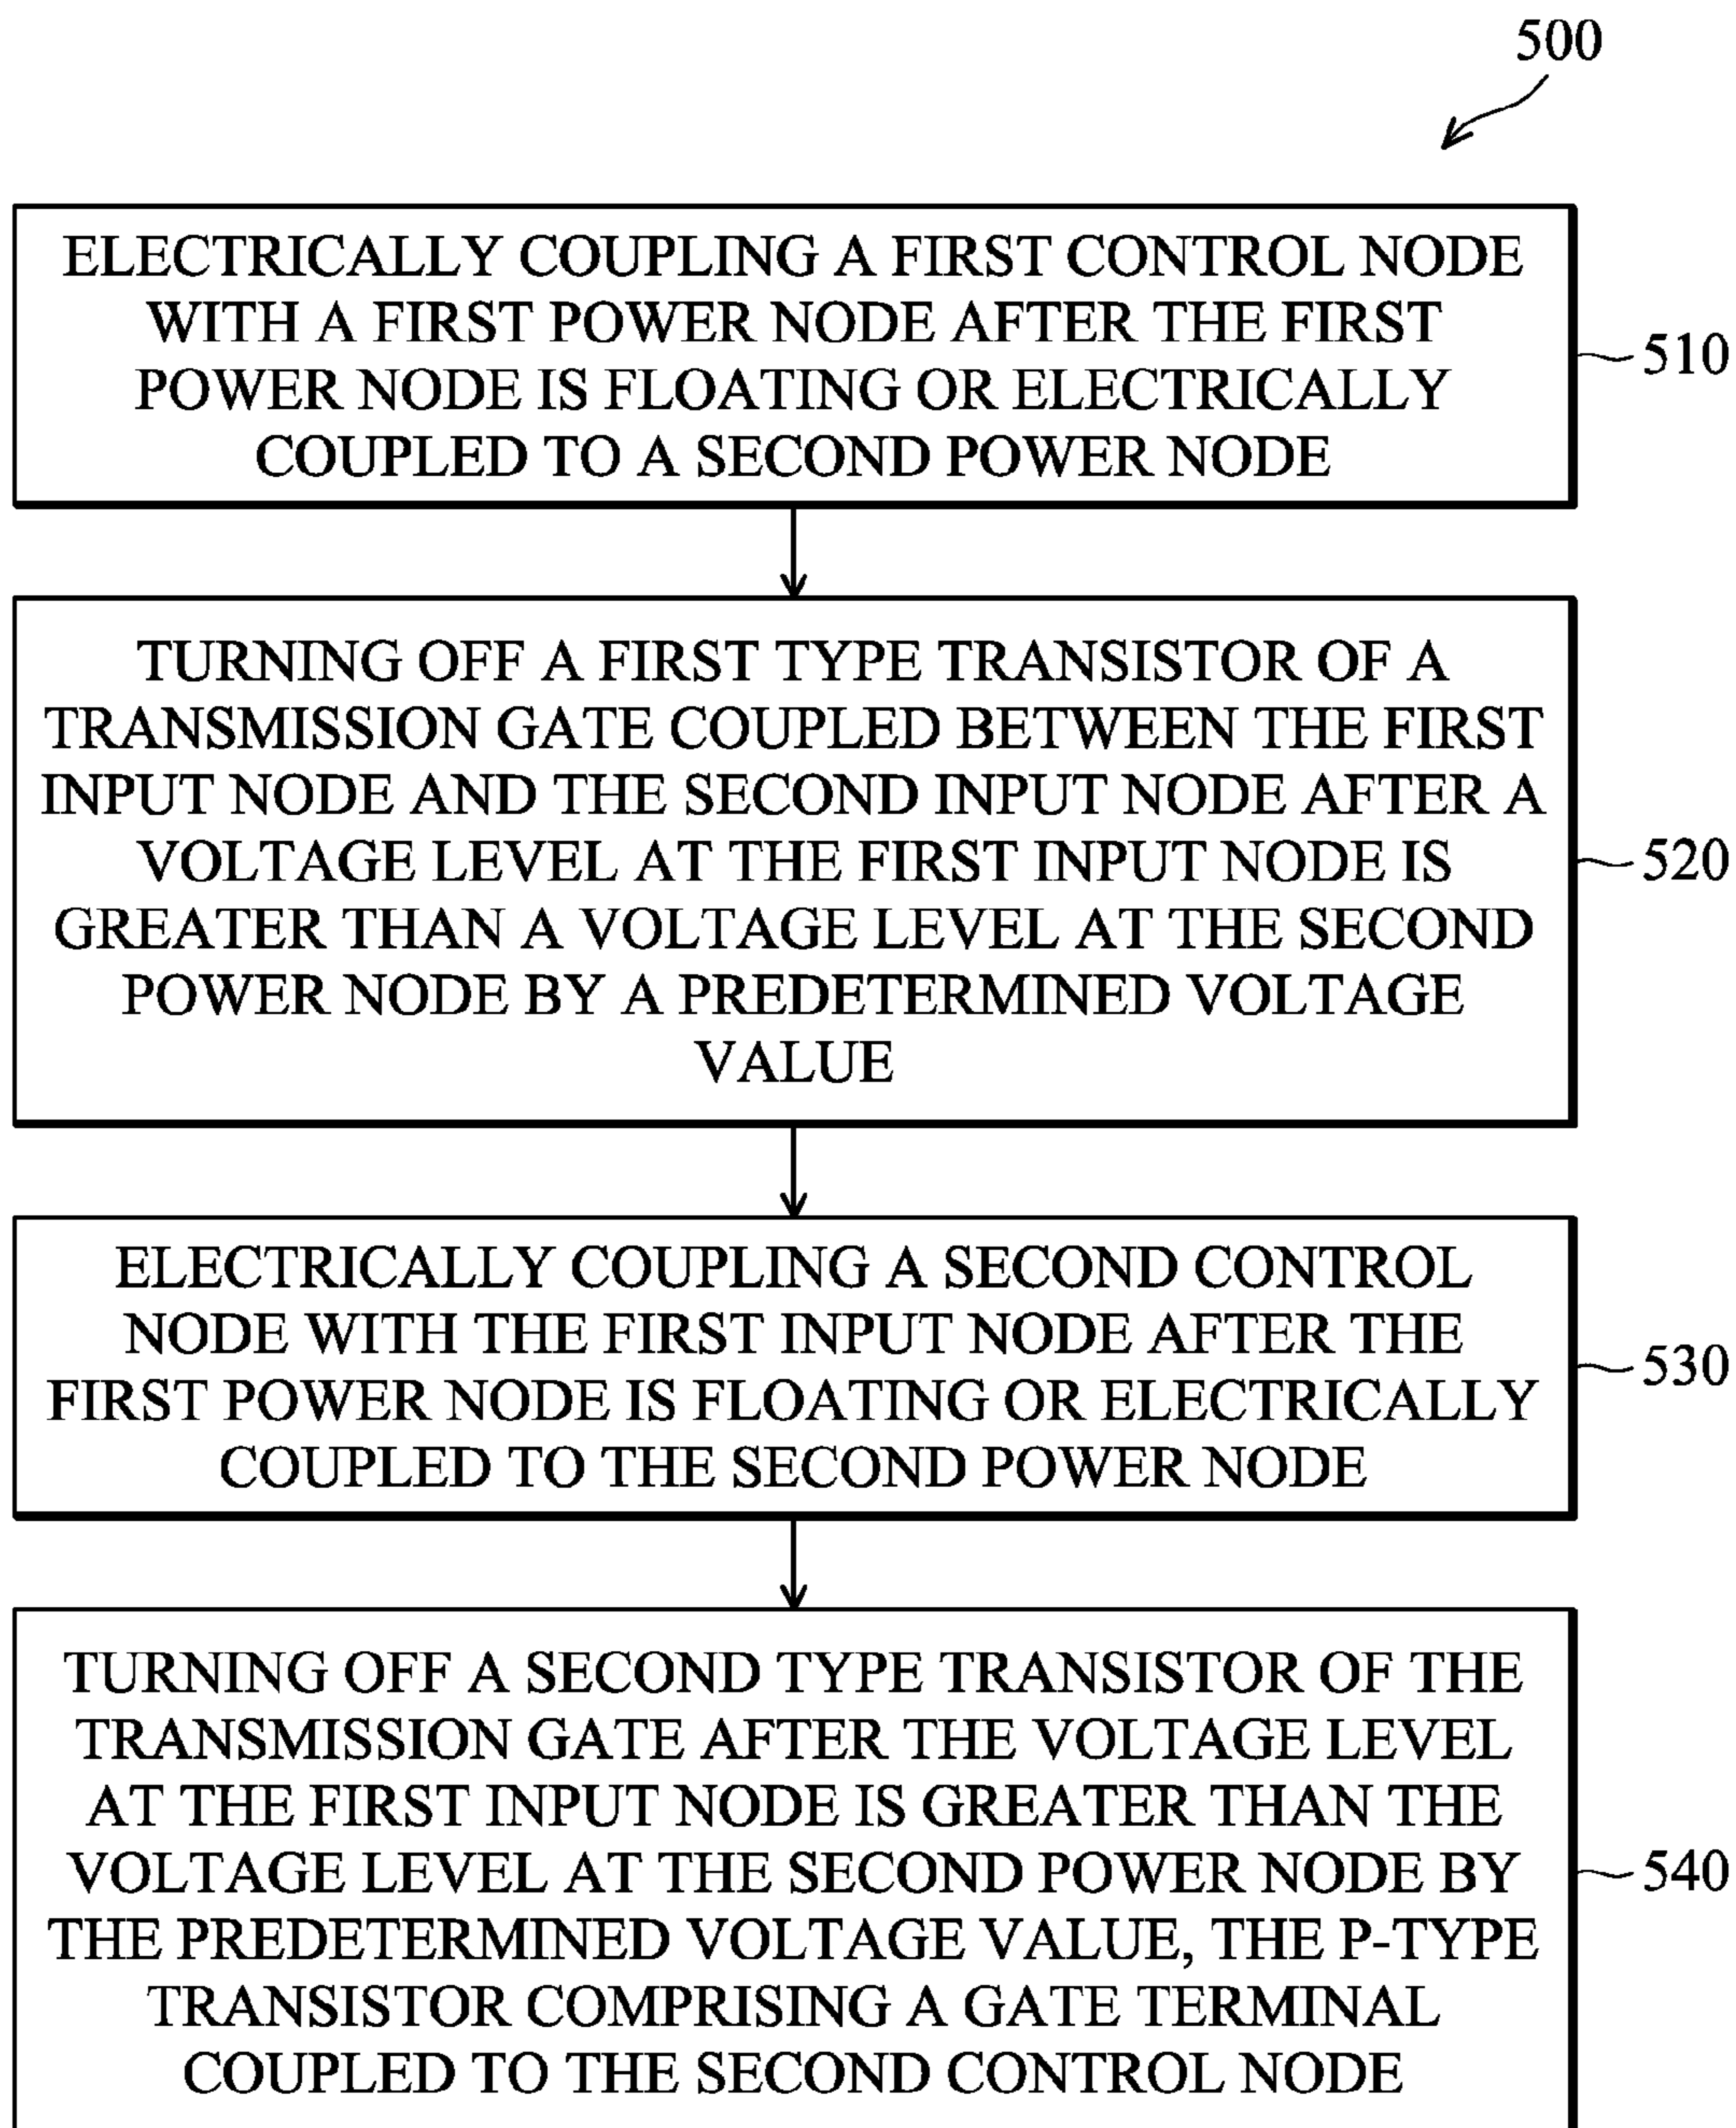 500
ELECTRICALLY COUPLING A FIRST CONTROL NODE
WITH A FIRST POWER NODE AFTER THE FIRST
POWER NODE IS FLOATING OR ELECTRICALLY
COUPLED TO A SECOND POWER NODE
510
TURNING OFF A FIRST TYPE TRANSISTOR OF A
TRANSMISSION GATE COUPLED BETWEEN THE FIRST
INPUT NODE AND THE SECOND INPUT NODE AFTER A
VOLTAGE LEVEL AT THE FIRST INPUT NODE IS
GREATER THAN A VOLTAGE LEVEL AT THE SECOND
POWER NODE BY A PREDETERMINED VOLTAGE
VALUE
520
ELECTRICALLY COUPLING A SECOND CONTROL
NODE WITH THE FIRST INPUT NODE AFTER THE
FIRST POWER NODE IS FLOATING OR ELECTRICALLY
COUPLED TO THE SECOND POWER NODE
530
TURNING OFF A SECOND TYPE TRANSISTOR OF THE
TRANSMISSION GATE AFTER THE VOLTAGE LEVEL
AT THE FIRST INPUT NODE IS GREATER THAN THE
VOLTAGE LEVEL AT THE SECOND POWER NODE BY
THE PREDETERMINED VOLTAGE VALUE, THE P-TYPE
TRANSISTOR COMPRISING A GATE TERMINAL
COUPLED TO THE SECOND CONTROL NODE
540